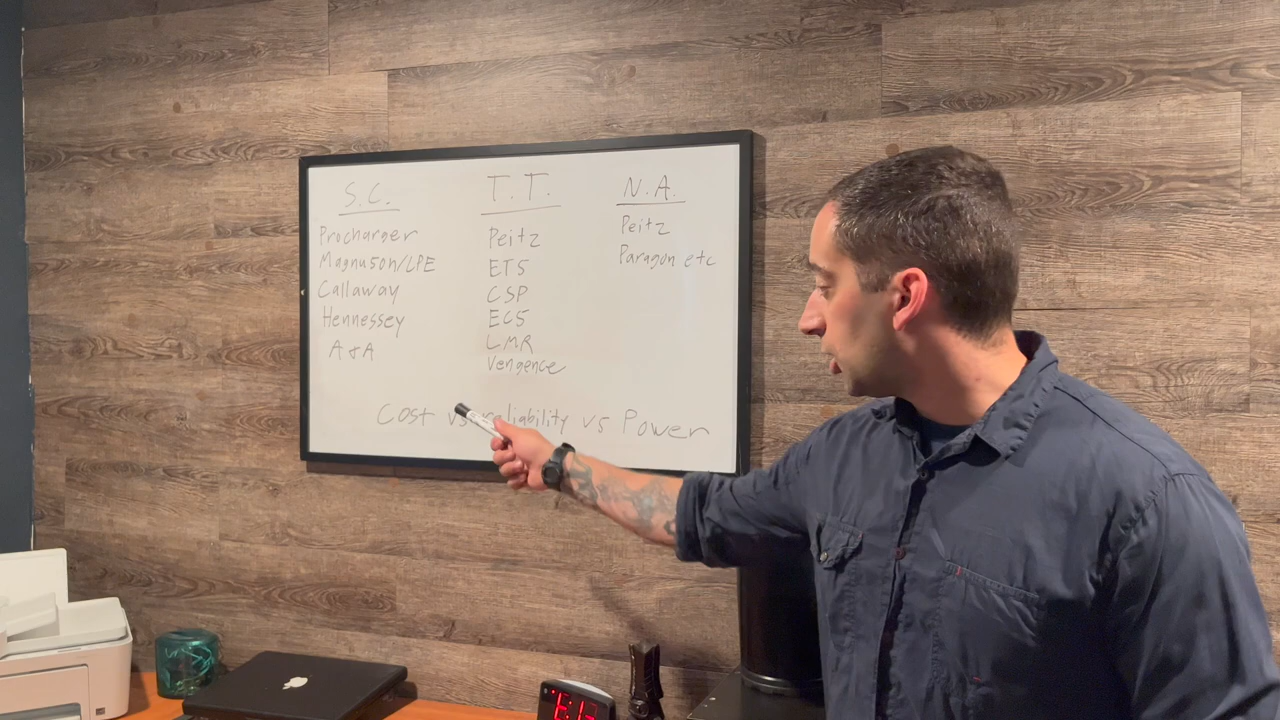 S.C.
Procharger
Magnuson/LPE
Callaway
Hennessey
A&A
T.T.
Peitz
ETS
CSP
ECS
LMR
Vengence
N.A.
Peitz
Paragon etc
Cost vs reliability vs Power